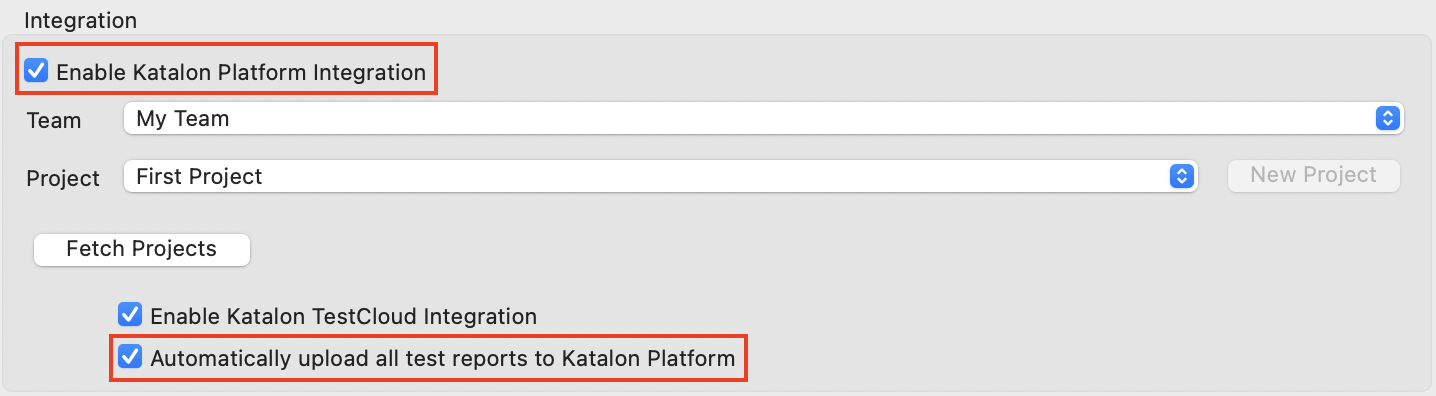 Integration
Enable Katalon Platform Integration
Team My Team
Project First Project New Project
Fetch Projects
Enable Katalon TestCloud Integration
Automatically upload all test reports to Katalon Platform